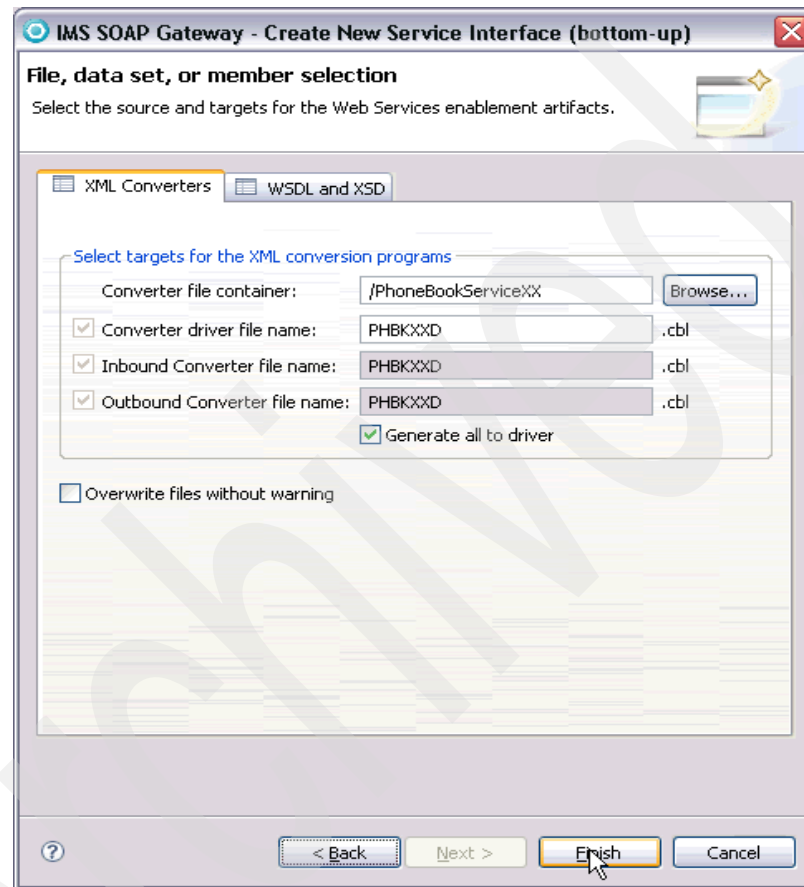 IMS SOAP Gateway - Create New Service Interface (bottom-up)
File, data set, or member selection
Select the source and targets for the Web Services enablement artifacts.
XML Converters
WSDL and XSD
Select targets for the XML conversion programs
Converter file container: /PhoneBookServiceXX Browse...
Converter driver file name: PHBKXXD .cbl
Inbound Converter file name: PHBKXXD .cbl
Outbound Converter file name: PHBKXXD .cbl
Generate all to driver
Overwrite files without warning
? < Back Next > Finish Cancel